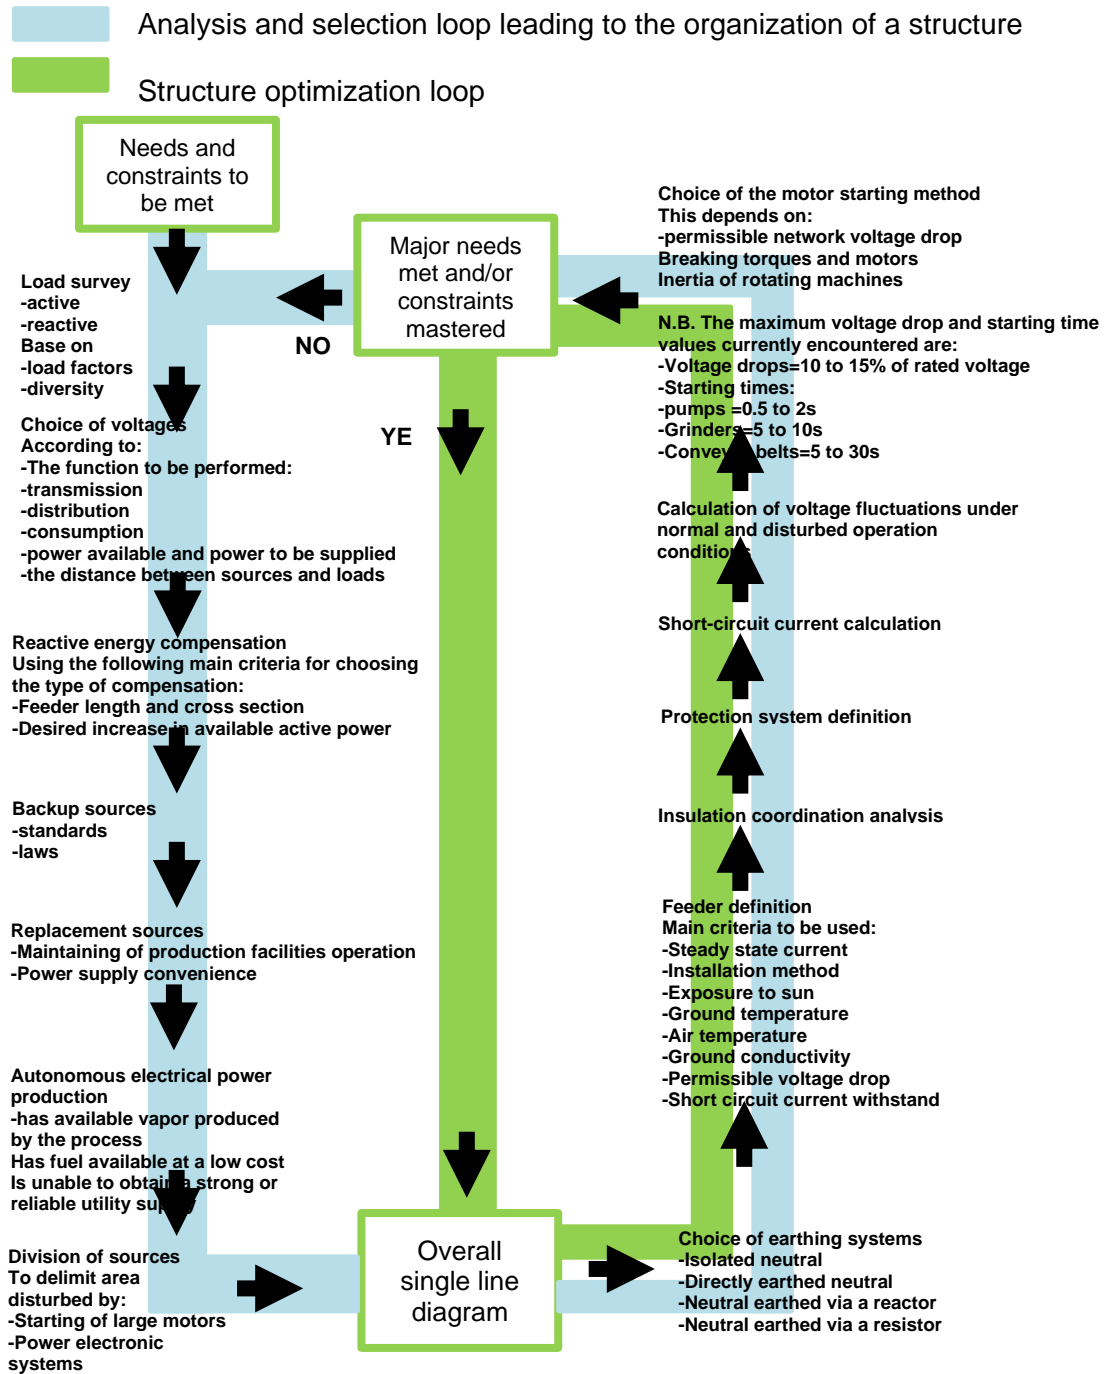 Analysis and selection loop leading to the organization of a structure
Structure optimization loop
Needs and
constraints to
be met
Major needs
met and/or
constraints
mastered
NO
YE
Load survey
-active
-reactive
Base on
-load factors
-diversity
Choice of voltages
According to:
-The function to be performed:
-transmission
-distribution
-consumption
-power available and power to be supplied
-the distance between sources and loads
Reactive energy compensation
Using the following main criteria for choosing
the type of compensation:
-Feeder length and cross section
-Desired increase in available active power
Backup sources
-standards
-laws
Replacement sources
-Maintaining of production facilities operation
-Power supply convenience
Autonomous electrical power
production
-has available vapor produced
by the process
Has fuel available at a low cost
Is unable to obtain a strong or
reliable utility supply
Division of sources
To delimit area
disturbed by:
-Starting of large motors
-Power electronic
systems
Overall
single line
diagram
Choice of earthing systems
-Isolated neutral
-Directly earthed neutral
-Neutral earthed via a reactor
-Neutral earthed via a resistor
Feeder definition
Main criteria to be used:
-Steady state current
-Installation method
-Exposure to sun
-Ground temperature
-Air temperature
-Ground conductivity
-Permissible voltage drop
-Short circuit current withstand
Insulation coordination analysis
Protection system definition
Short-circuit current calculation
Calculation of voltage fluctuations under
normal and disturbed operation
conditions
Choice of the motor starting method
This depends on:
-permissible network voltage drop
Breaking torques and motors
Inertia of rotating machines
N.B. The maximum voltage drop and starting time
values currently encountered are:
-Voltage drops=10 to 15% of rated voltage
-Starting times:
-pumps =0.5 to 2s
-Grinders=5 to 10s
-Conveyor belts=5 to 30s